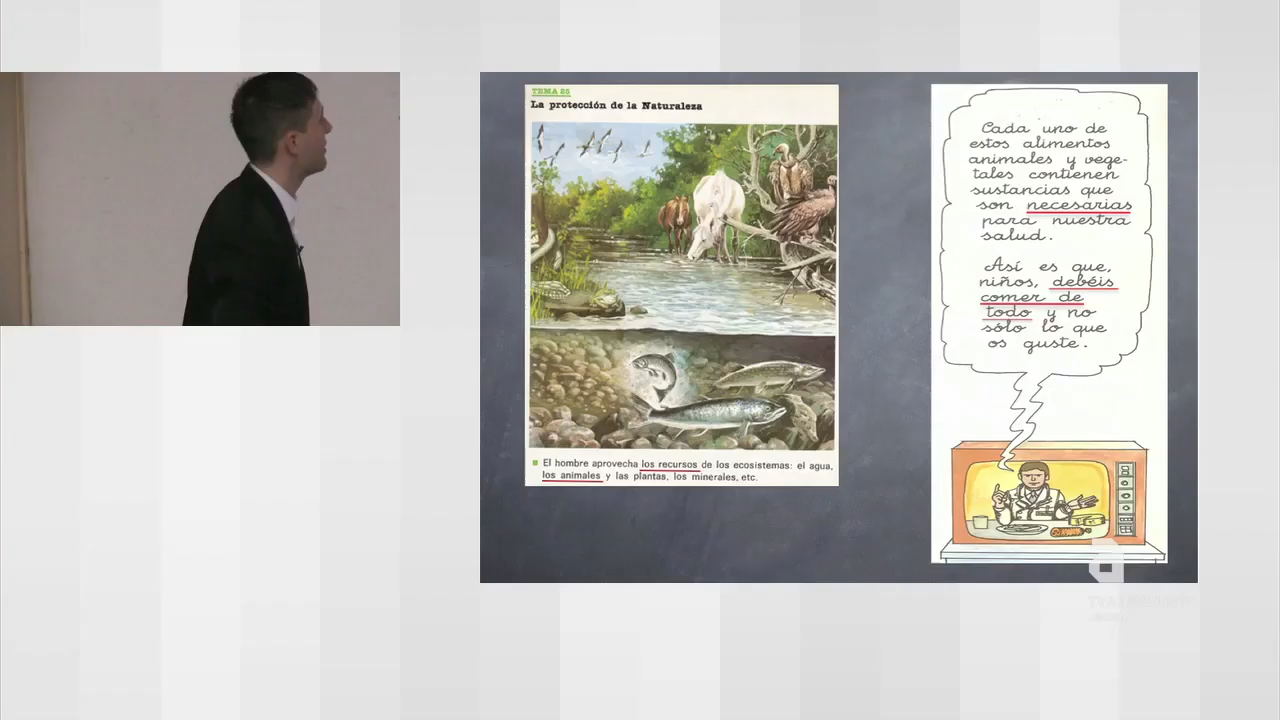 TEMA 25
La protección de la Naturaleza
El hombre aprovecha los recursos de los ecosistemas: el agua,
los animales y las plantas, los minerales, etc.
Cada uno de
estos alimentos
animales y vege-
tales contienen
sustancias que
son necesarias
para nuestra
salud.
Así es que,
niños, debéis
comer de
todo y no
sólo lo que
os guste.